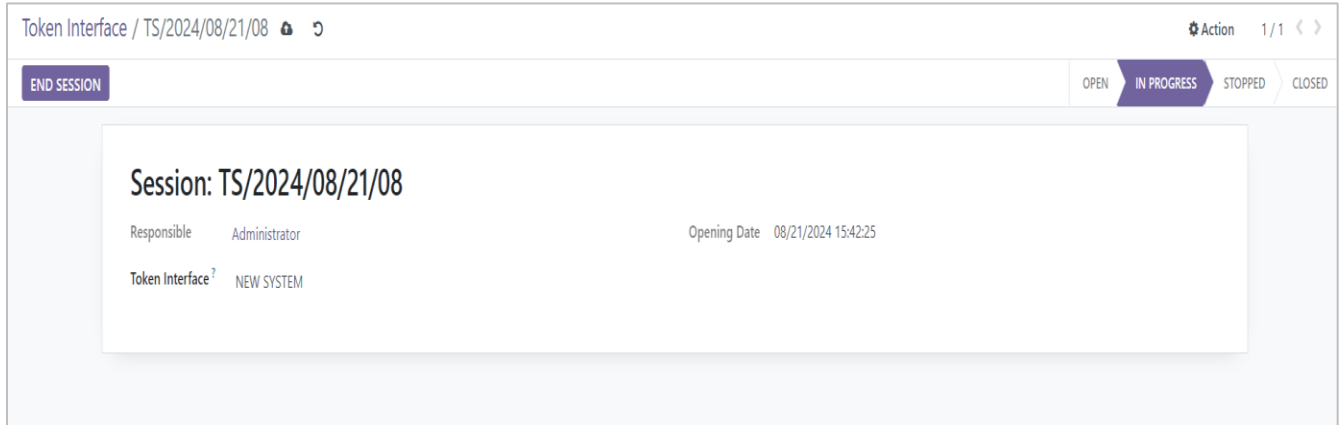 Token Interface / TS/2024/08/21/08
Action 1 / 1
END SESSION
OPEN IN PROGRESS STOPPED CLOSED
Session: TS/2024/08/21/08
Responsible Administrator Opening Date 08/21/2024 15:42:25
Token Interface ? NEW SYSTEM